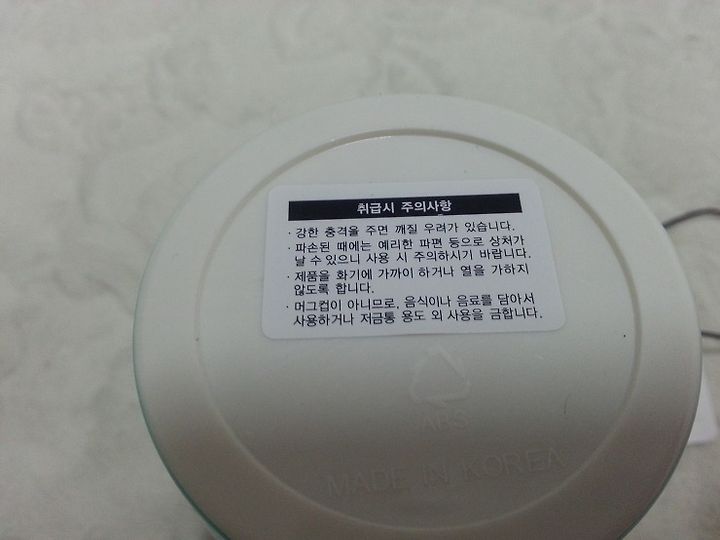 취급시 주의사항
· 강한 충격을 주면 깨질 우려가 있습니다.
· 파손된 때에는 예리한 파편 등으로 상처가
날 수 있으니 사용 시 주의하시기 바랍니다.
· 제품을 화기에 가까이 하거나 열을 가하지
않도록 합니다.
· 머그컵이 아니므로, 음식이나 음료를 담아서
사용하거나 저금통 용도 외 사용을 금합니다.
ABS
MADE IN KOREA